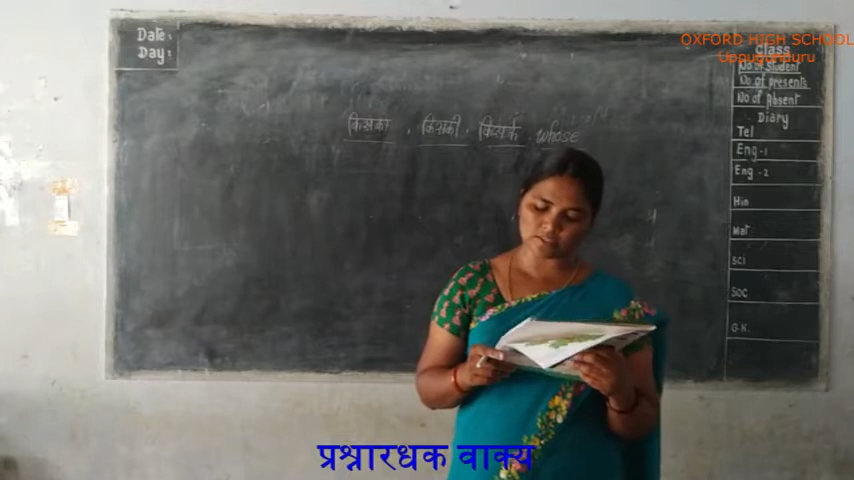 OXFORD HIGH SCHOOL
Uppugunduru
Date:
Day:
Class
No of Student
No of presents
No of Absent
Diary
Tel
Eng-1
Eng-2
Hin
Mat
Sci
Soc
G.K.
किसका , किसकी , किसके whose
प्रश्नारधक वाक्य